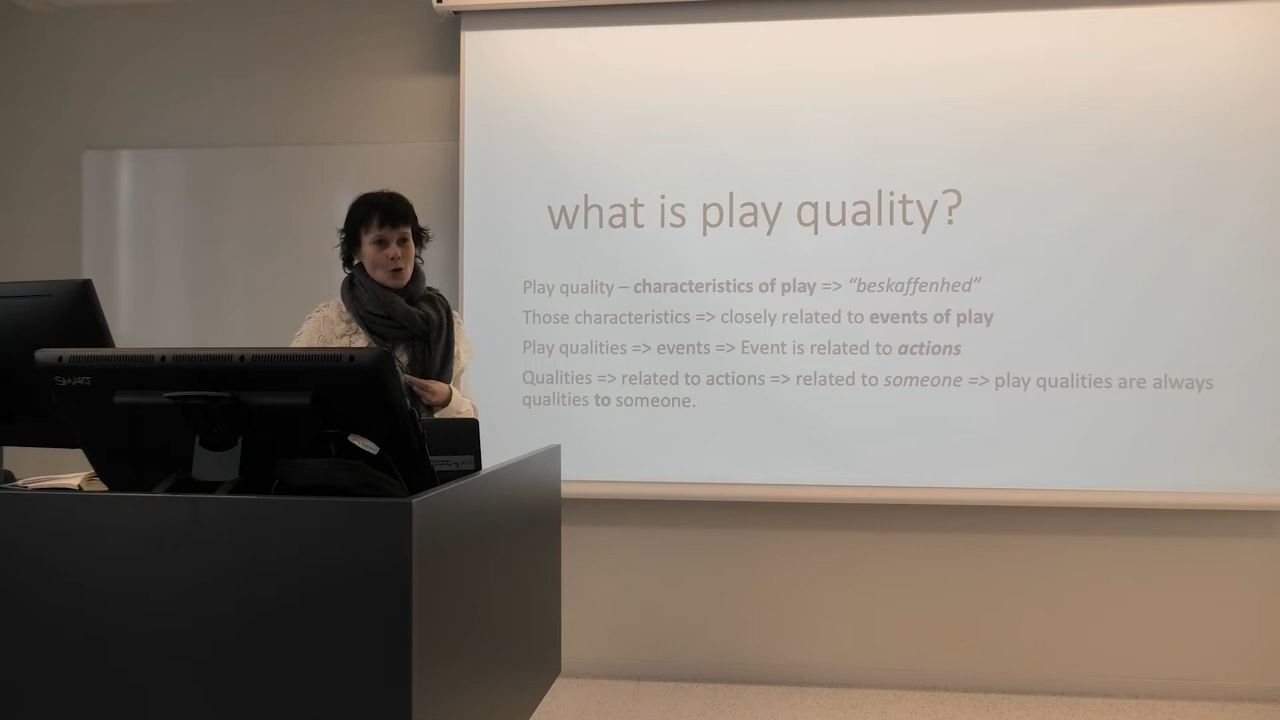 what is play quality?
Play quality – characteristics of play => “beskaffenhed”
Those characteristics => closely related to events of play
Play qualities => events => Event is related to actions
Qualities => related to actions => related to someone => play qualities are always
qualities to someone.
SMART